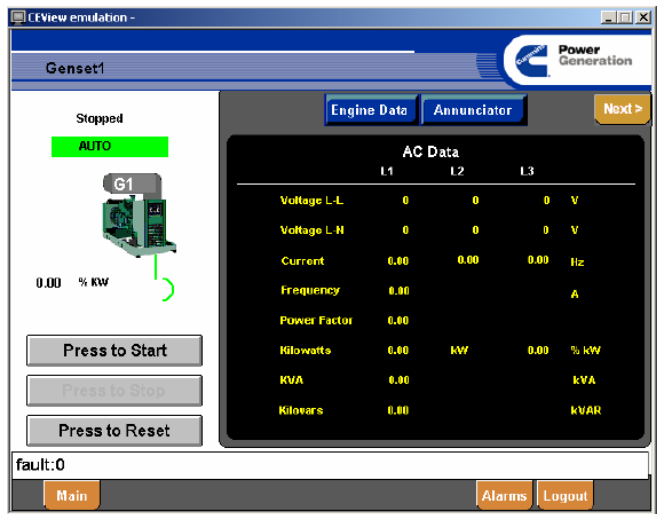 CEView emulation -
Power
Generation
Genset1
Engine Data Annunciator Next >
Stopped
AUTO
G1
0.00 % KW
Press to Start
Press to Stop
Press to Reset
AC Data
L1 L2 L3
Voltage L-L 0 0 0 V
Voltage L-N 0 0 0 V
Current 0.00 0.00 0.00 Hz
Frequency 0.00 A
Power Factor 0.00
Kilowatts 0.00 kW 0.00 % kW
KVA 0.00 kVA
Kilovars 0.00 kVAR
fault:0
Main Alarms Logout